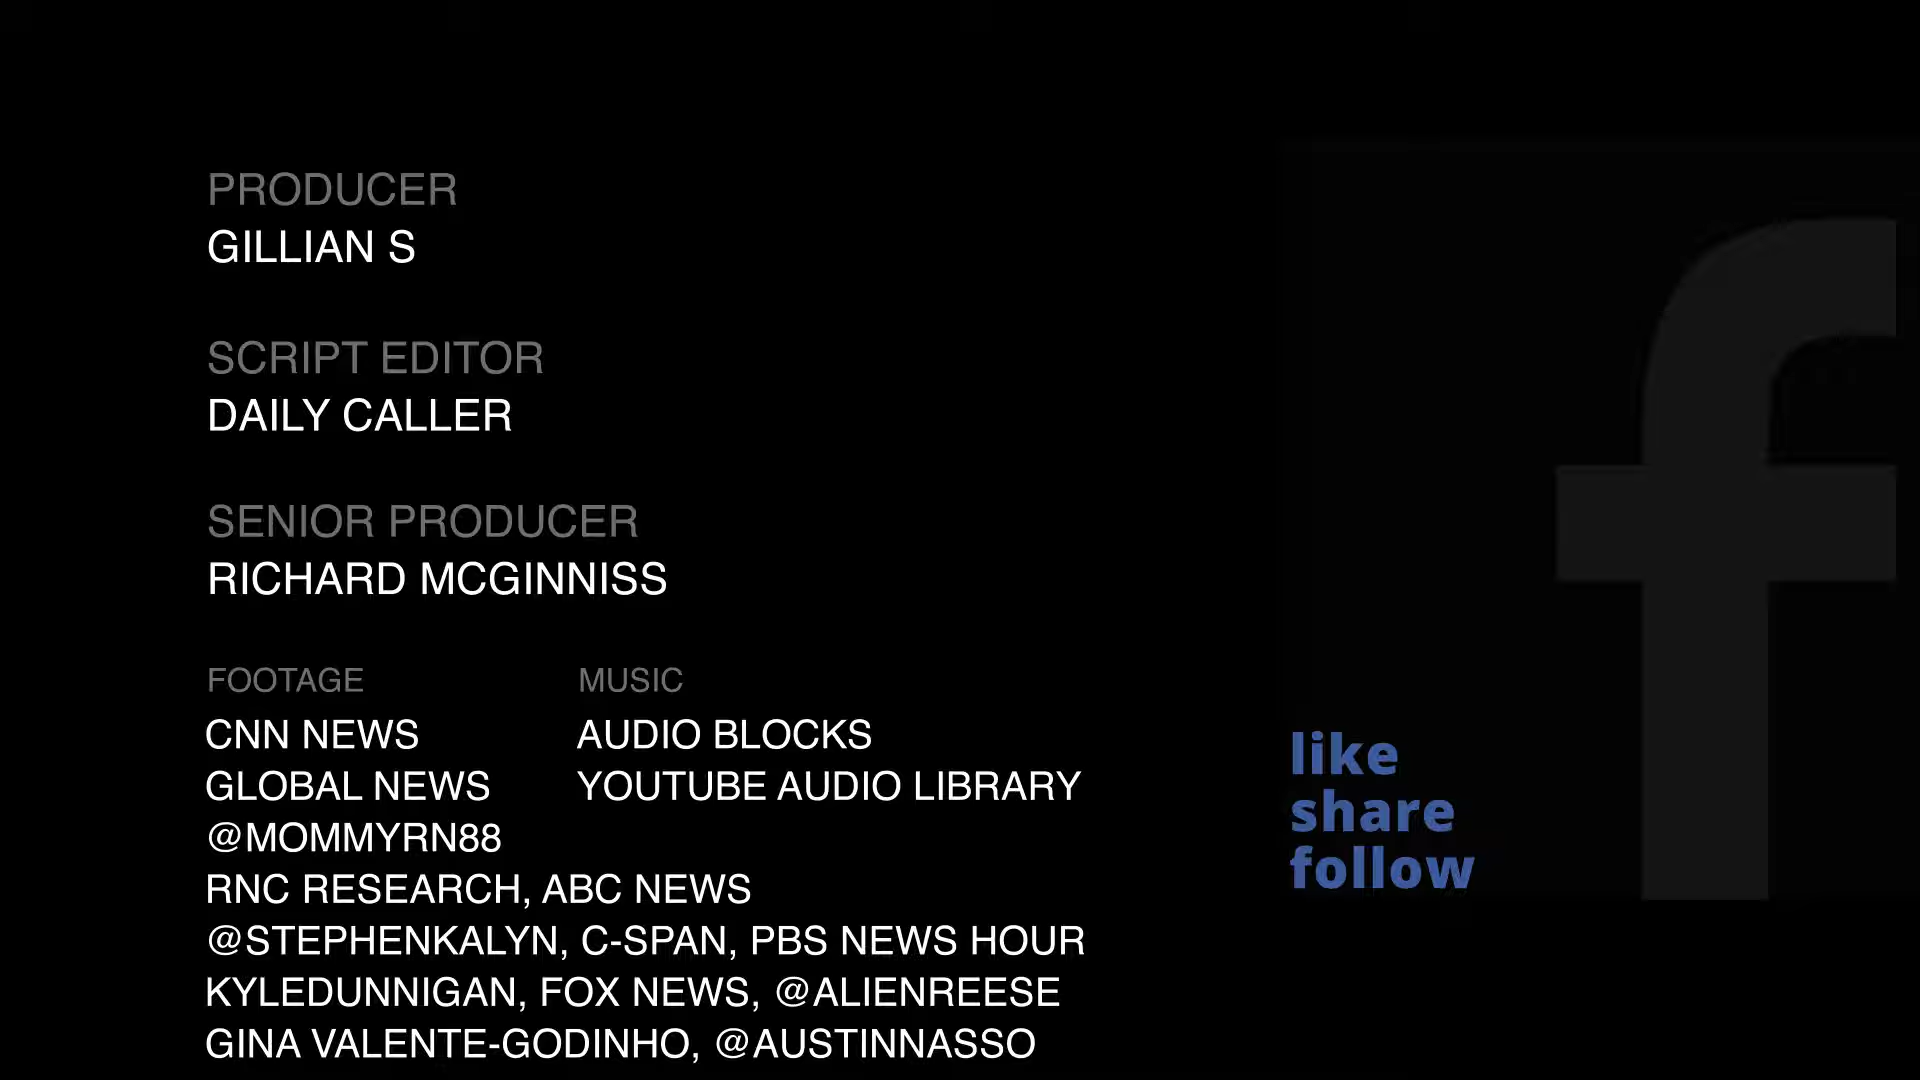 PRODUCER
GILLIAN S
SCRIPT EDITOR
DAILY CALLER
SENIOR PRODUCER
RICHARD MCGINNISS
FOOTAGE
CNN NEWS
GLOBAL NEWS
@MOMMYRN88
RNC RESEARCH, ABC NEWS
@STEPHENKALYN, C-SPAN, PBS NEWS HOUR
KYLEDUNNIGAN, FOX NEWS, @ALIENREESE
GINA VALENTE-GODINHO, @AUSTINNASSO
MUSIC
AUDIO BLOCKS
YOUTUBE AUDIO LIBRARY
like
share
follow
f